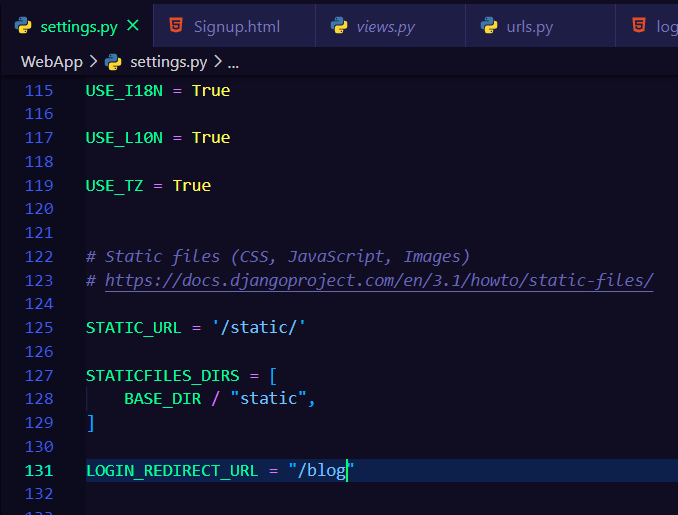 settings.py Signup.html views.py urls.py log
WebApp > settings.py > ...
115 USE_I18N = True
116
117 USE_L10N = True
118
119 USE_TZ = True
120
121
122 # Static files (CSS, JavaScript, Images)
123 # https://docs.djangoproject.com/en/3.1/howto/static-files/
124
125 STATIC_URL = '/static/'
126
127 STATICFILES_DIRS = [
128     BASE_DIR / "static",
129 ]
130
131 LOGIN_REDIRECT_URL = "/blog"
132